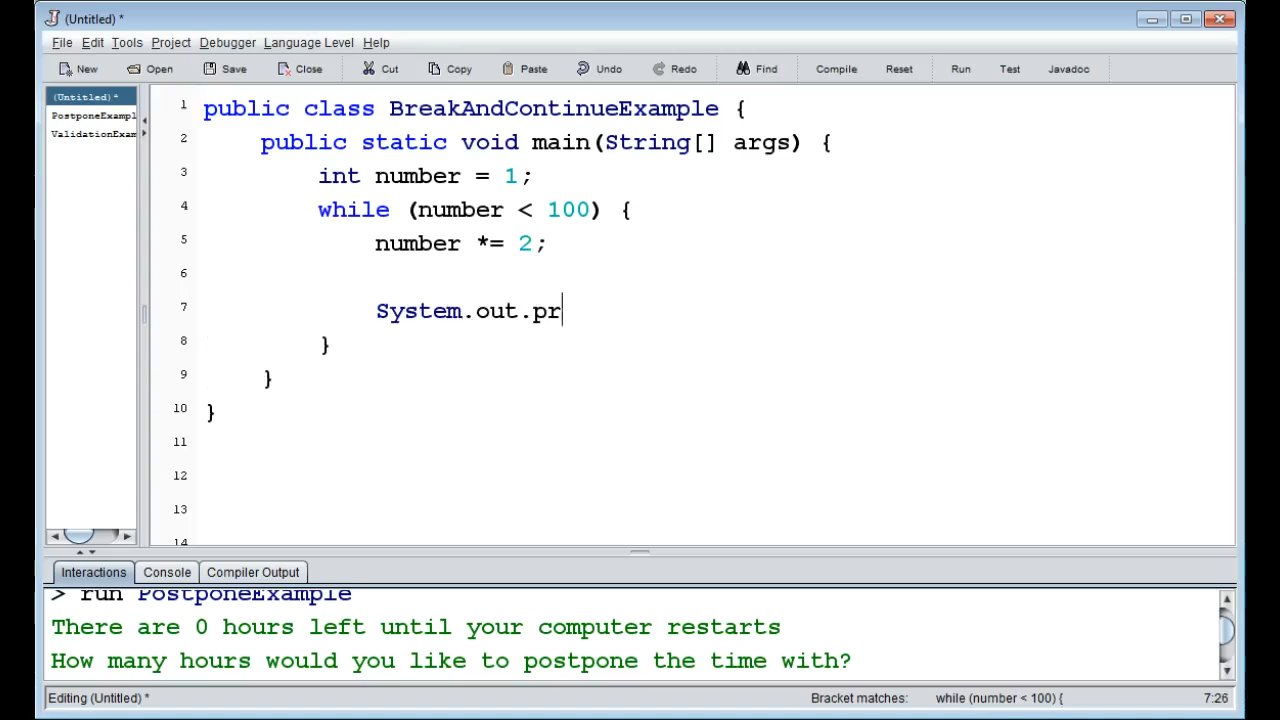 (Untitled) *
File Edit Tools Project Debugger Language Level Help
New Open Save Close Cut Copy Paste Undo Redo Find Compile Reset Run Test Javadoc
(Untitled) *
PostponeExampl
ValidationExam
1 public class BreakAndContinueExample {
2 public static void main(String[] args) {
3 int number = 1;
4 while (number < 100) {
5 number *= 2;
6
7 System.out.pr
8 }
9 }
10 }
11
12
13
14
Interactions Console Compiler Output
> run PostponeExample
There are 0 hours left until your computer restarts
How many hours would you like to postpone the time with?
Editing (Untitled) * Bracket matches: while (number < 100) { 7:26